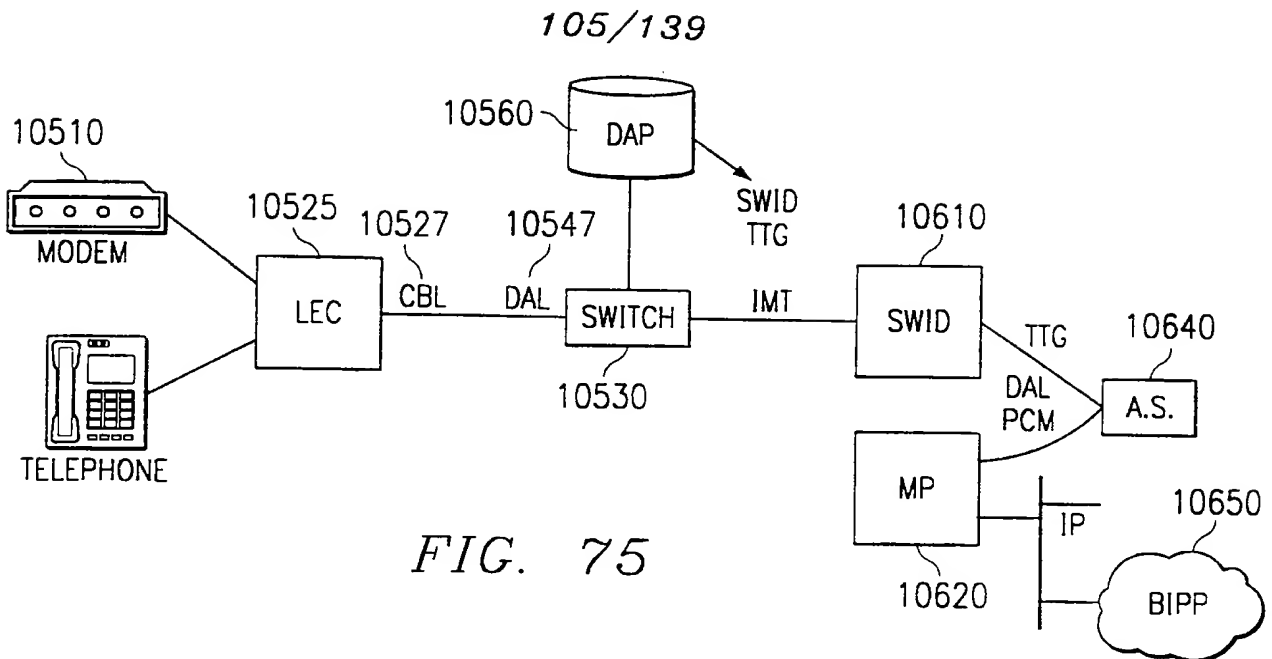 105/139
10510
MODEM
TELEPHONE
10525
LEC
10527
CBL
10547
DAL
10560
DAP
SWID
TTG
SWITCH
10530
IMT
10610
SWID
TTG
DAL
PCM
10640
A.S.
MP
10620
IP
10650
BIPP
FIG. 75